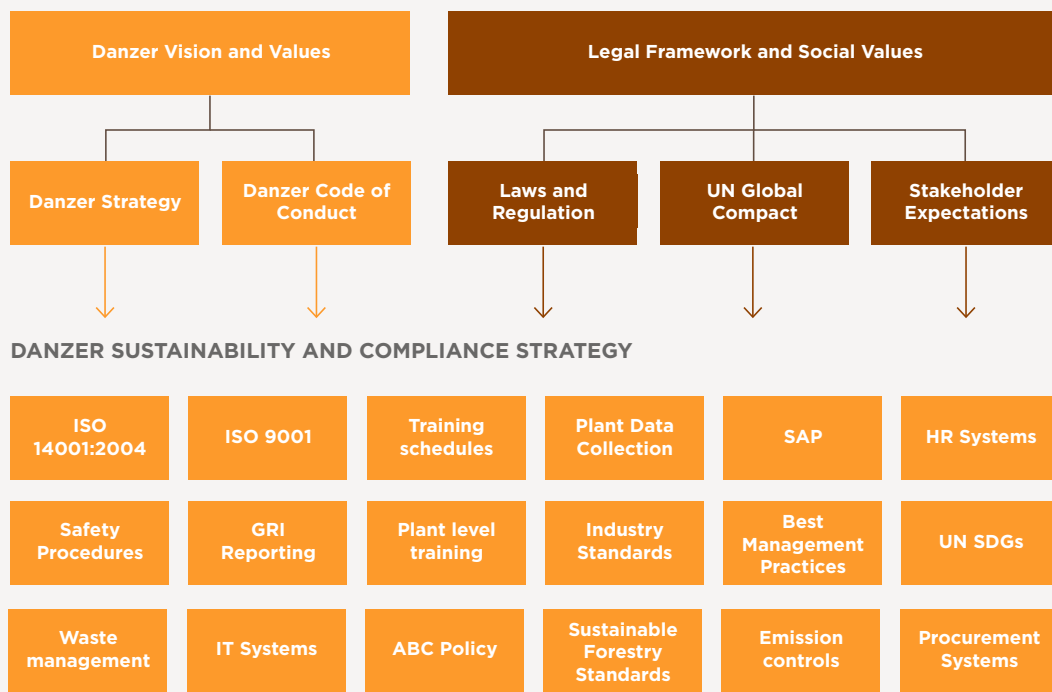 Danzer Vision and Values
Legal Framework and Social Values
Danzer Strategy
Danzer Code of
Conduct
Laws and
Regulation
UN Global
Compact
Stakeholder
Expectations
DANZER SUSTAINABILITY AND COMPLIANCE STRATEGY
ISO
14001:2004
ISO 9001
Training
schedules
Plant Data
Collection
SAP
HR Systems
Safety
Procedures
GRI
Reporting
Plant level
training
Industry
Standards
Best
Management
Practices
UN SDGs
Waste
management
IT Systems
ABC Policy
Sustainable
Forestry
Standards
Emission
controls
Procurement
Systems